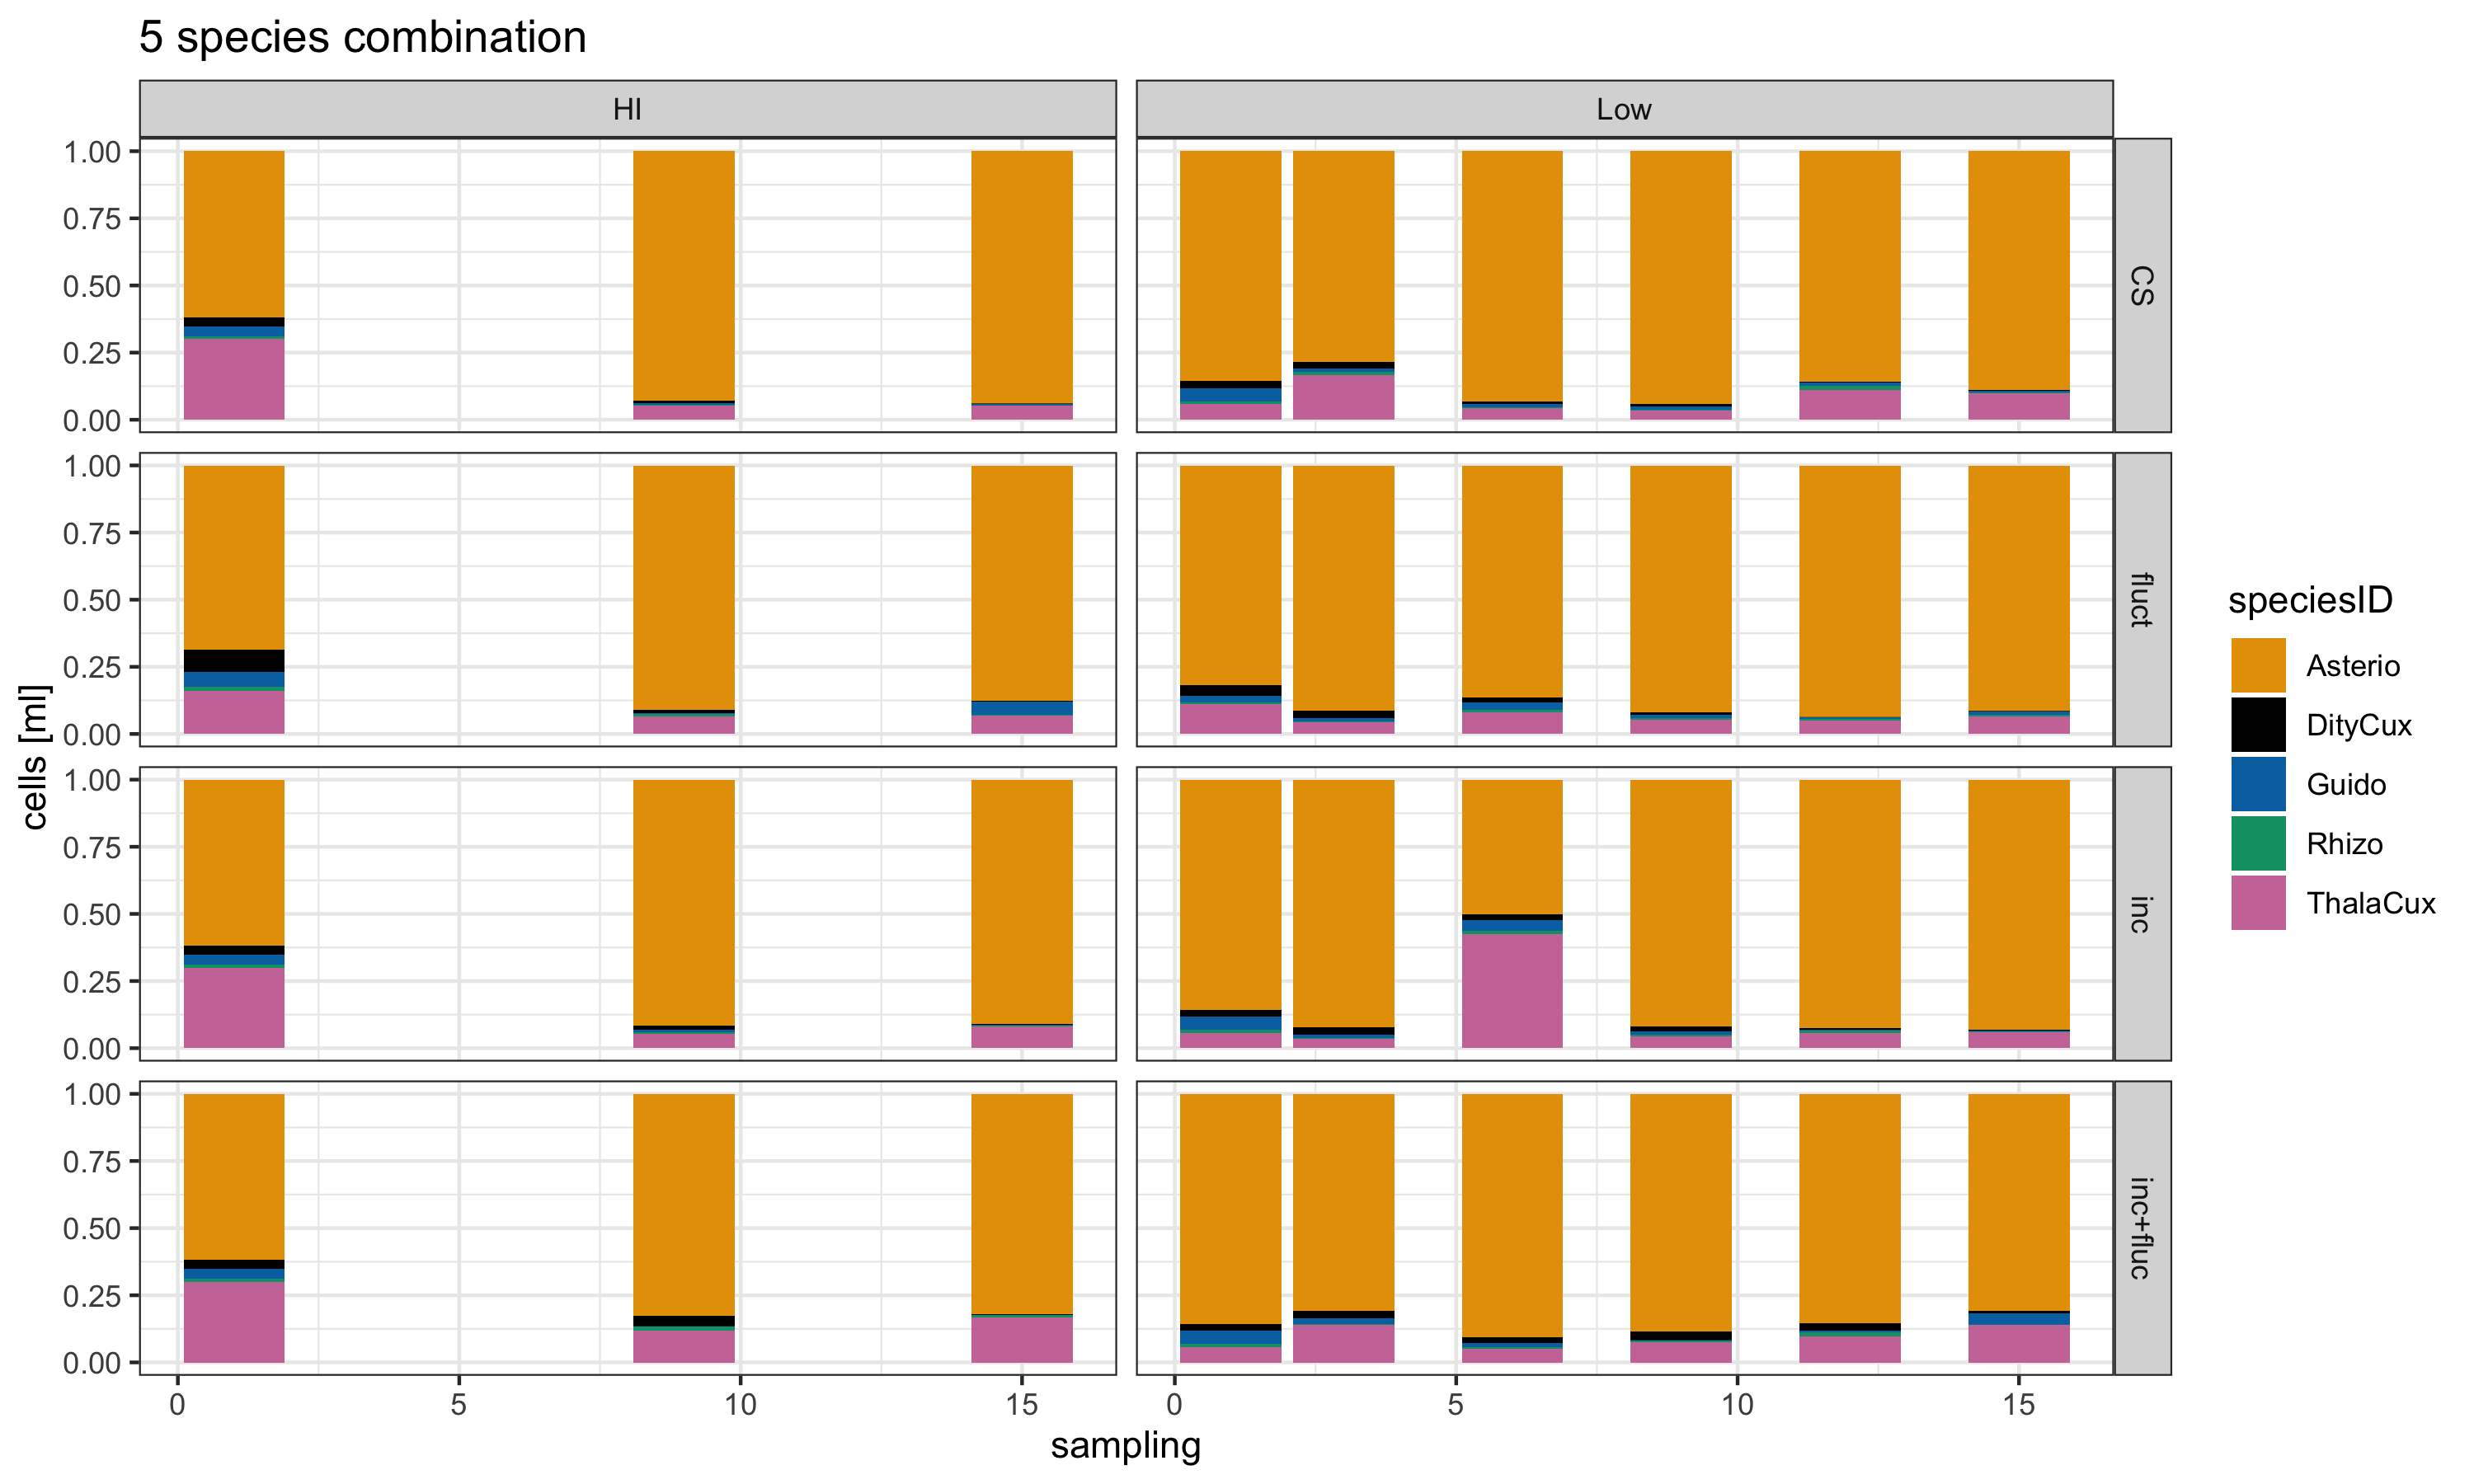 5 species combination
HI
Low
1.00
0.75
0.50
0.25
0.00
CS
1.00
0.75
0.50
0.25
0.00
fluct
1.00
0.75
0.50
0.25
0.00
inc
1.00
0.75
0.50
0.25
0.00
inc+fluc
cells [ml]
0 5 10 15
0 5 10 15
sampling
speciesID
Asterio
DityCux
Guido
Rhizo
ThalaCux